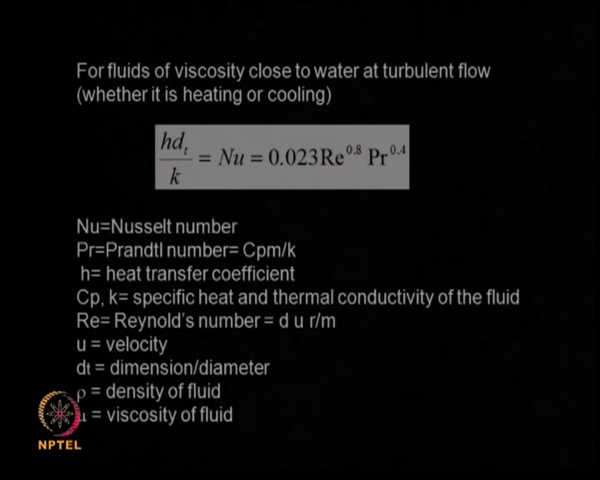 For fluids of viscosity close to water at turbulent flow
(whether it is heating or cooling)
hd_t/k = Nu = 0.023Re^0.8 Pr^0.4
Nu=Nusselt number
Pr=Prandtl number= Cpm/k
h= heat transfer coefficient
Cp, k= specific heat and thermal conductivity of the fluid
Re= Reynold's number = d u r/m
u = velocity
dt = dimension/diameter
ρ = density of fluid
μ = viscosity of fluid
NPTEL